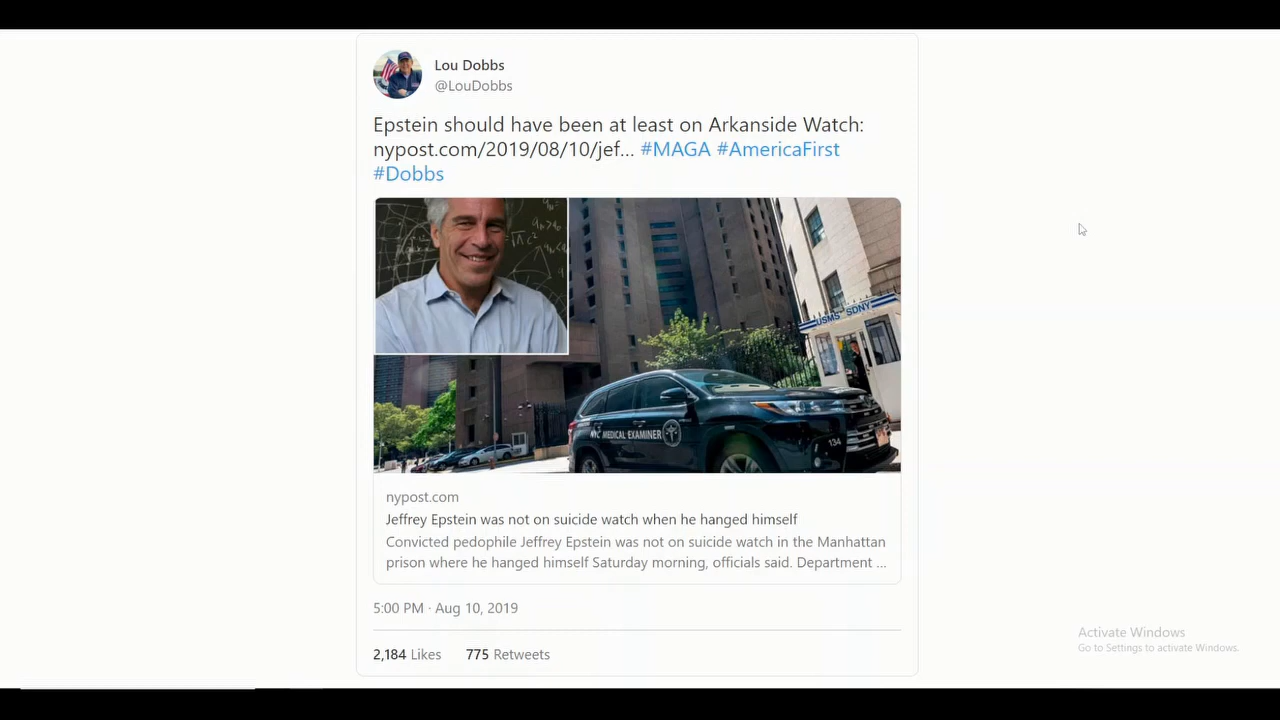 Lou Dobbs
@LouDobbs
Epstein should have been at least on Arkanside Watch:
nypost.com/2019/08/10/jef... #MAGA #AmericaFirst
#Dobbs
USMS SDNY
NYC MEDICAL EXAMINER
134
nypost.com
Jeffrey Epstein was not on suicide watch when he hanged himself
Convicted pedophile Jeffrey Epstein was not on suicide watch in the Manhattan
prison where he hanged himself Saturday morning, officials said. Department ...
5:00 PM · Aug 10, 2019
2,184 Likes 775 Retweets
Activate Windows
Go to Settings to activate Windows.